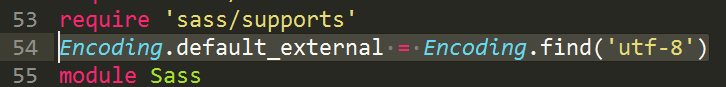 53 require 'sass/supports'
54 Encoding.default_external = Encoding.find('utf-8')
55 module Sass